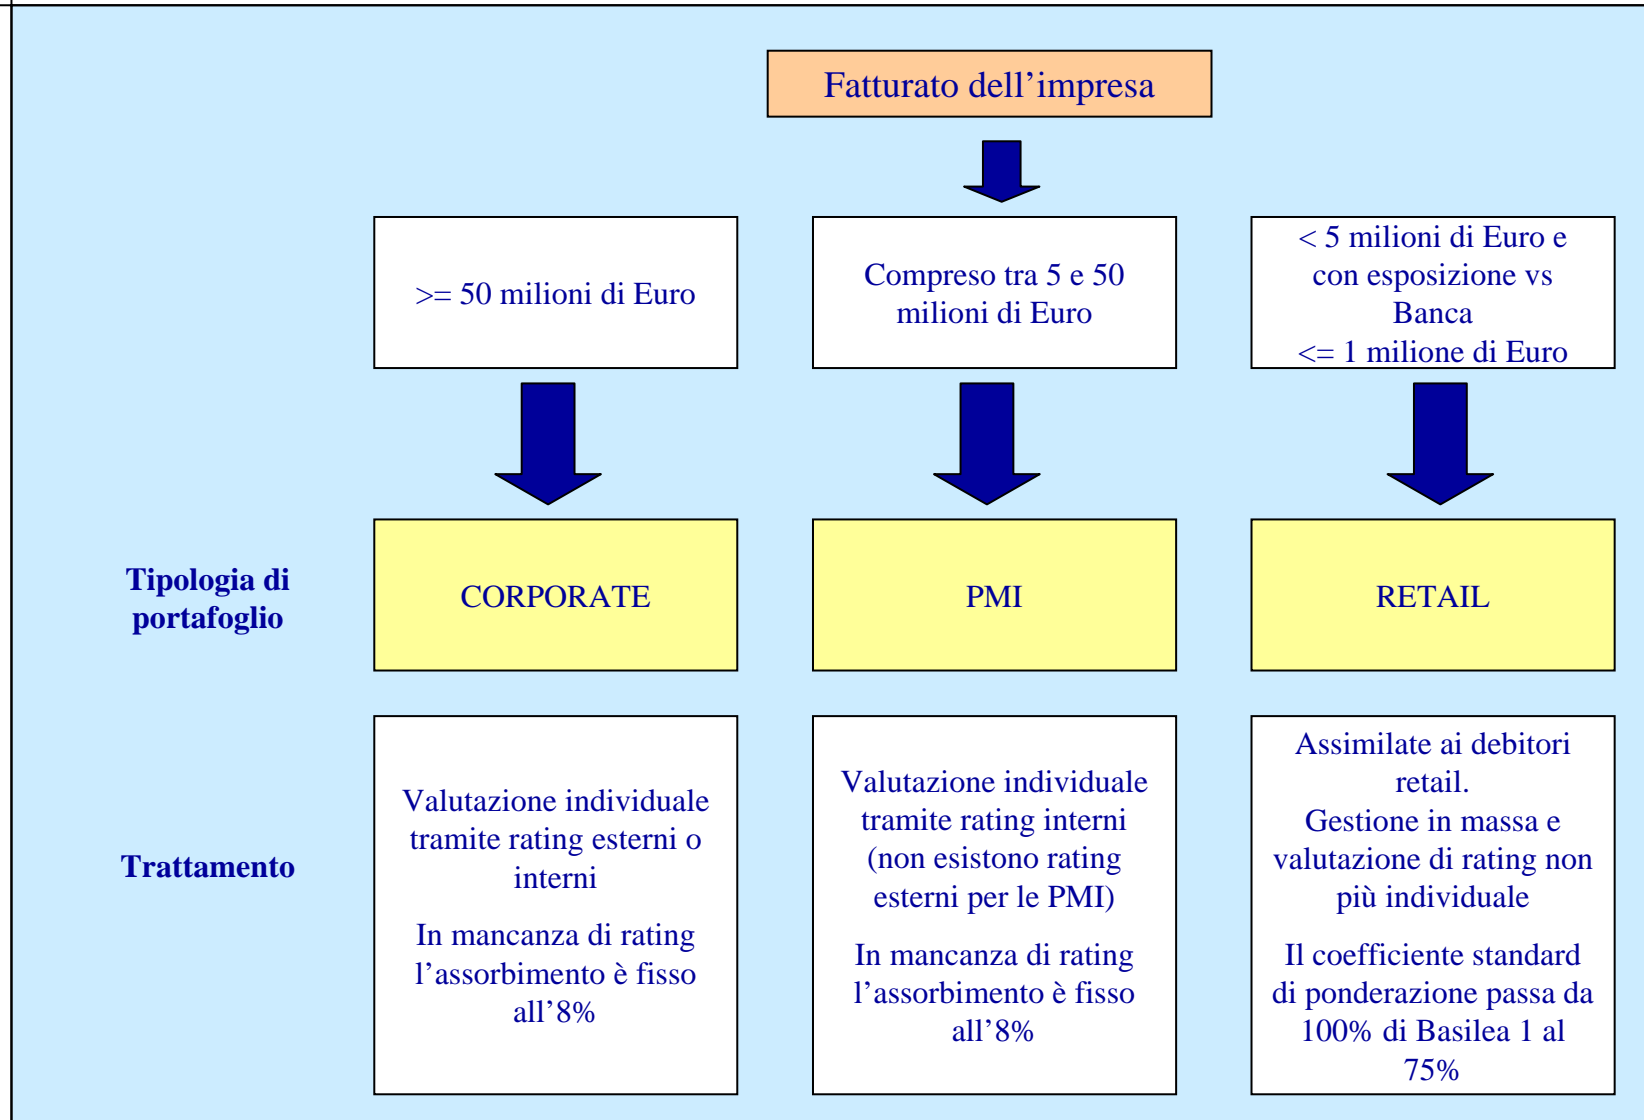 Fatturato dell’impresa
>= 50 milioni di Euro
Compreso tra 5 e 50
milioni di Euro
< 5 milioni di Euro e
con esposizione vs
Banca
<= 1 milione di Euro
Tipologia di
portafoglio
CORPORATE
PMI
RETAIL
Trattamento
Valutazione individuale
tramite rating esterni o
interni
In mancanza di rating
l’assorbimento è fisso
all’8%
Valutazione individuale
tramite rating interni
(non esistono rating
esterni per le PMI)
In mancanza di rating
l’assorbimento è fisso
all’8%
Assimilate ai debitori
retail.
Gestione in massa e
valutazione di rating non
più individuale
Il coefficiente standard
di ponderazione passa da
100% di Basilea 1 al
75%